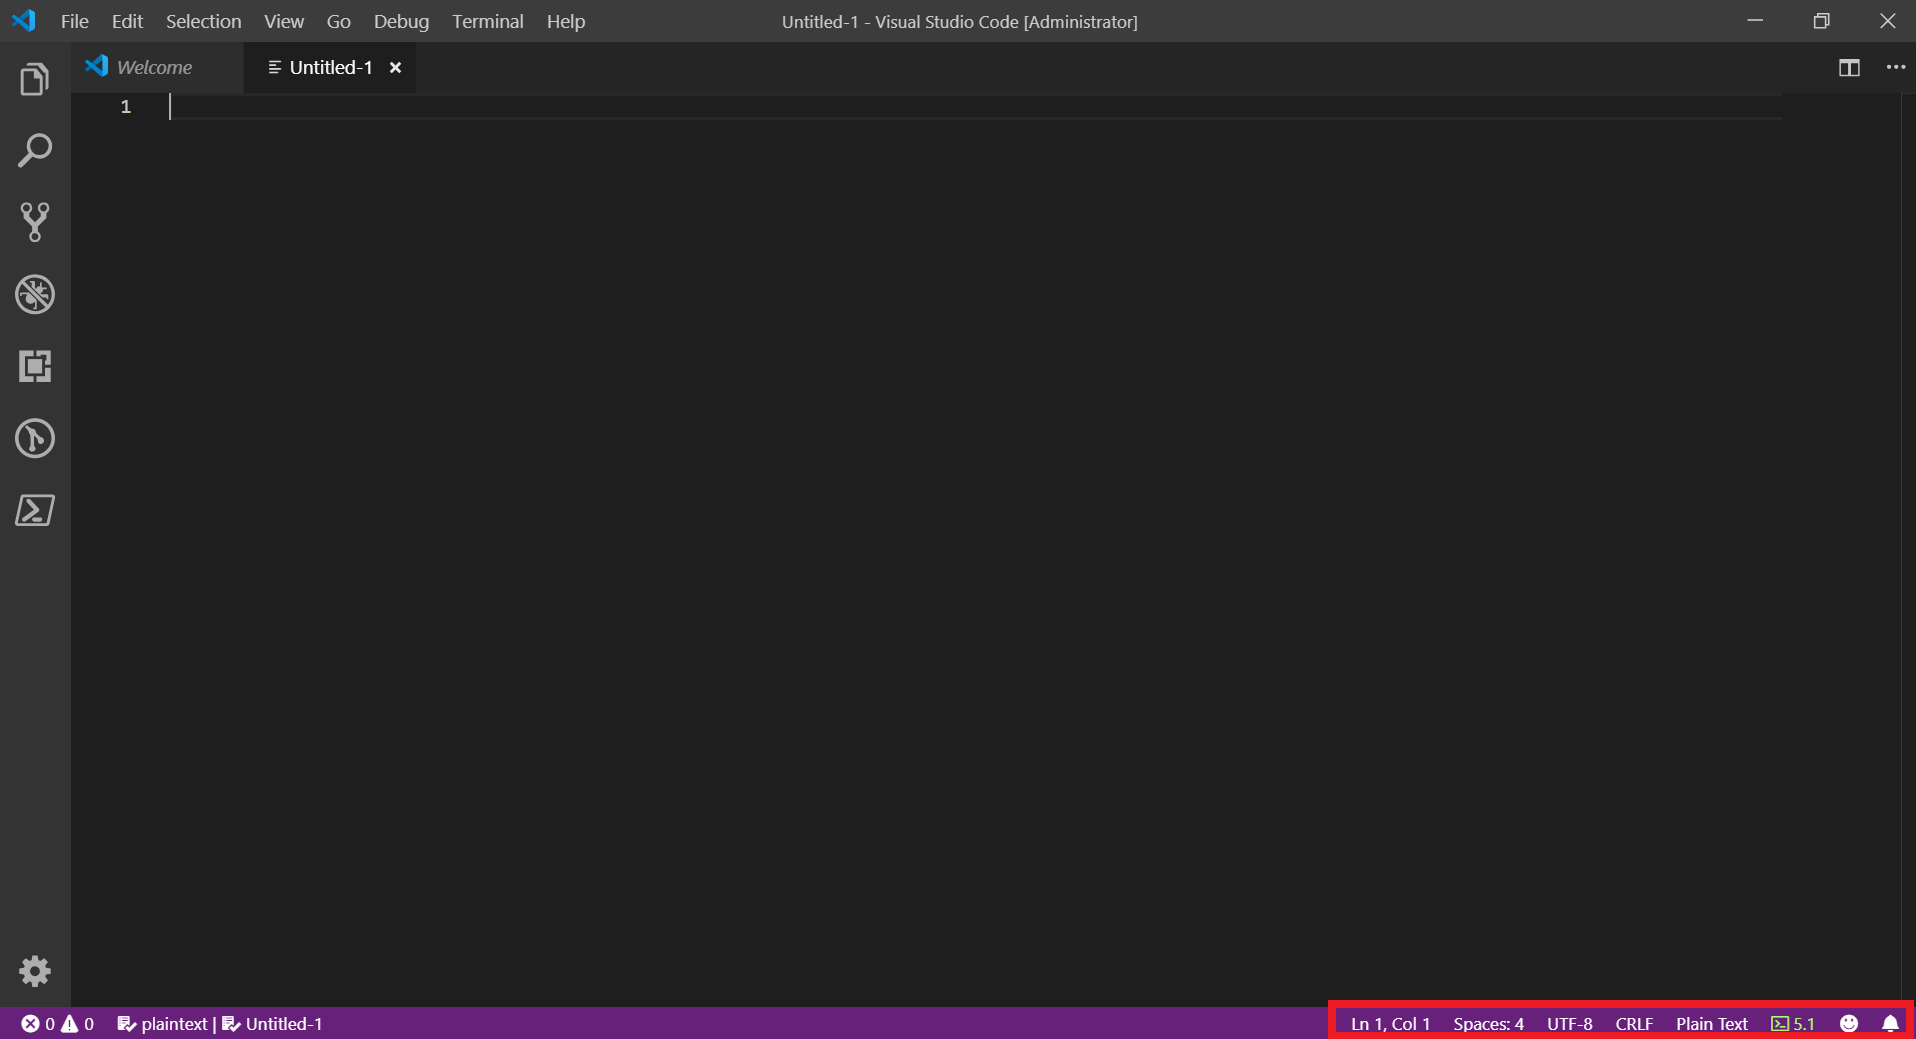 File Edit Selection View Go Debug Terminal Help Untitled-1 - Visual Studio Code [Administrator]
Welcome Untitled-1
1
0 0 plaintext | Untitled-1 Ln 1, Col 1 Spaces: 4 UTF-8 CRLF Plain Text 5.1